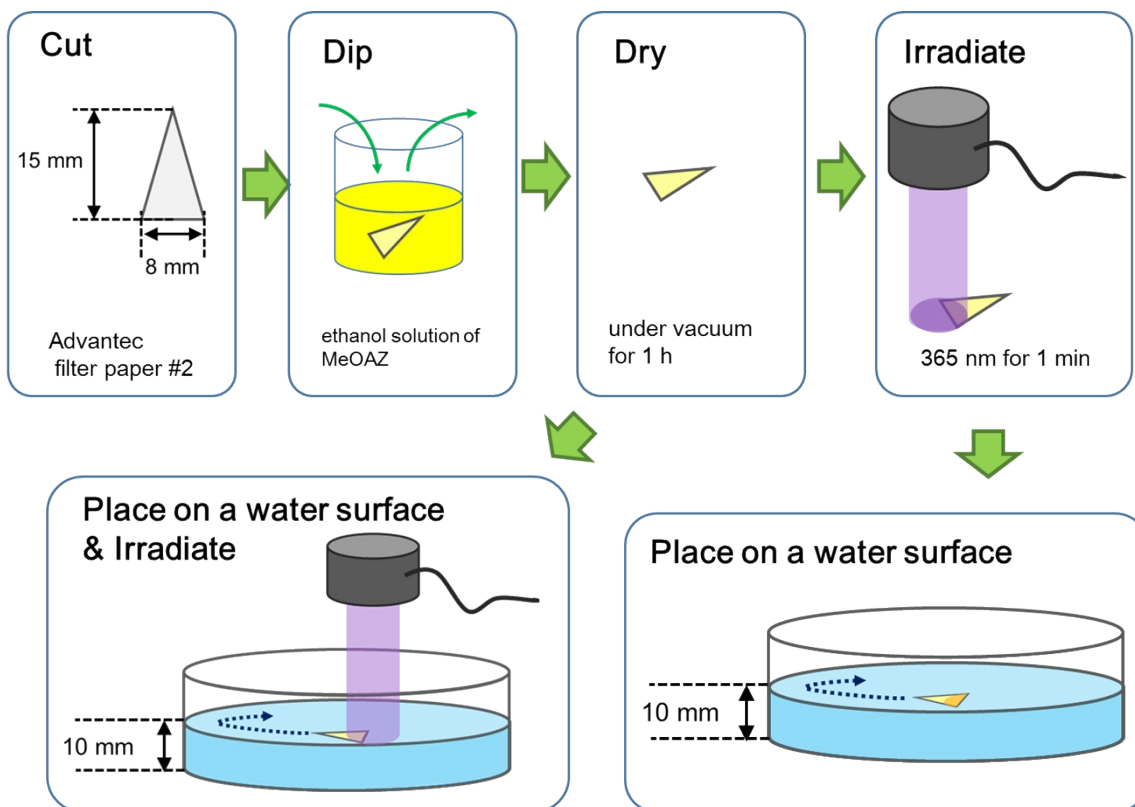 Cut
15 mm
8 mm
Advantec
filter paper #2
Dip
ethanol solution of
MeOAZ
Dry
under vacuum
for 1 h
Irradiate
365 nm for 1 min
Place on a water surface
& Irradiate
10 mm
Place on a water surface
10 mm